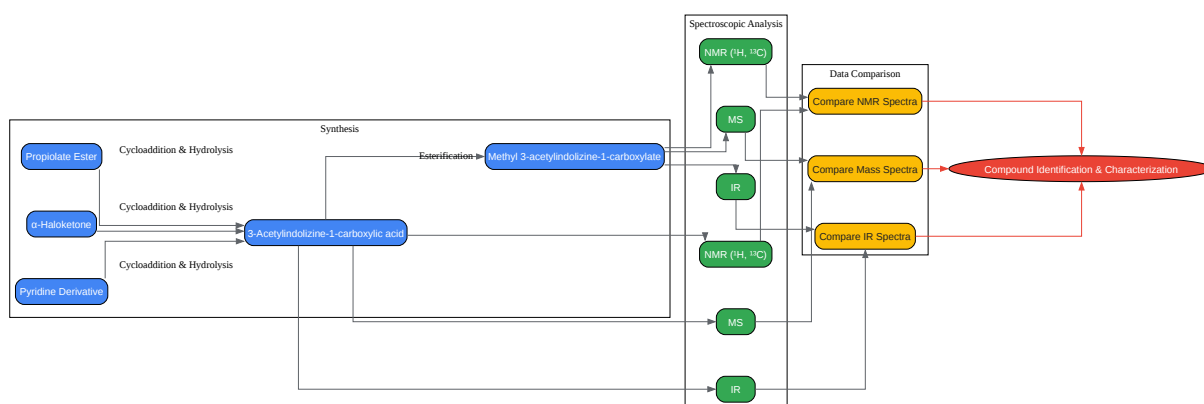 Synthesis
Propiolate Ester
α-Haloketone
Pyridine Derivative
Cycloaddition & Hydrolysis
Cycloaddition & Hydrolysis
Cycloaddition & Hydrolysis
3-Acetylindolizine-1-carboxylic acid
Esterification
Methyl 3-acetylindolizine-1-carboxylate
Spectroscopic Analysis
NMR (¹H, ¹³C)
MS
IR
NMR (¹H, ¹³C)
MS
IR
Data Comparison
Compare NMR Spectra
Compare Mass Spectra
Compare IR Spectra
Compound Identification & Characterization